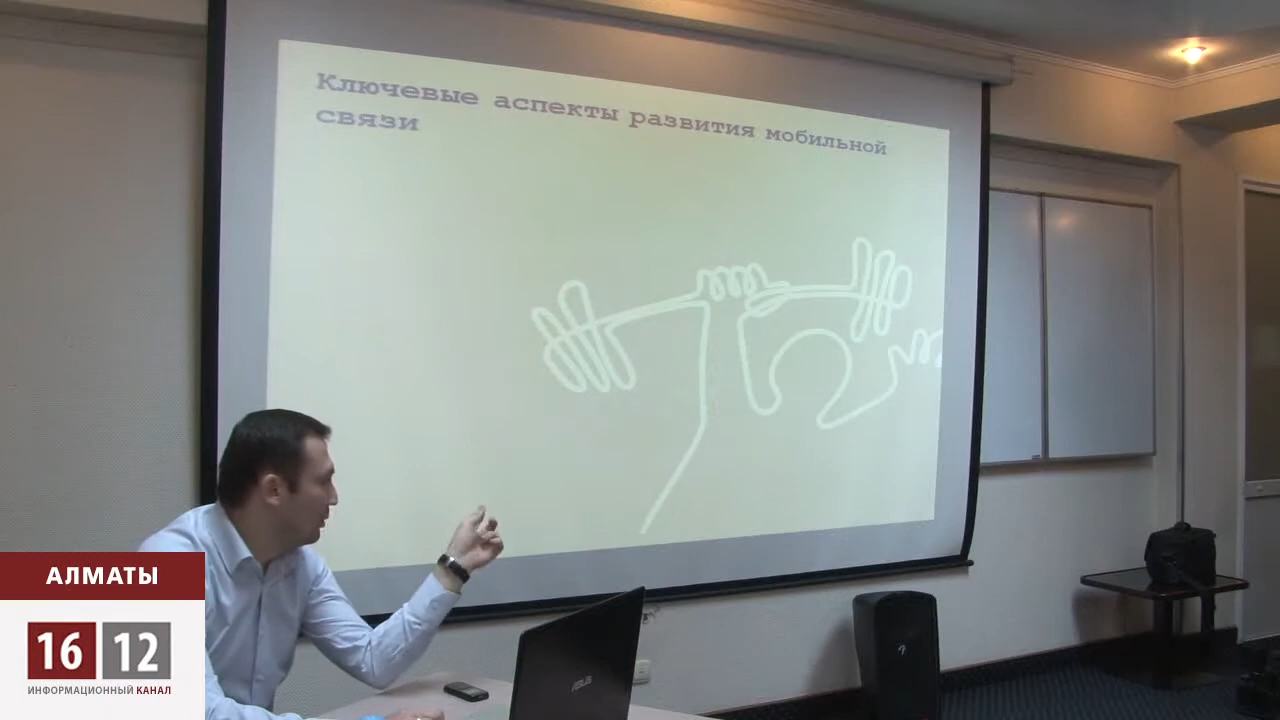 Ключевые аспекты развития мобильной
связи
АЛМАТЫ
16 12
ИНФОРМАЦИОННЫЙ КАНАЛ
ASUS